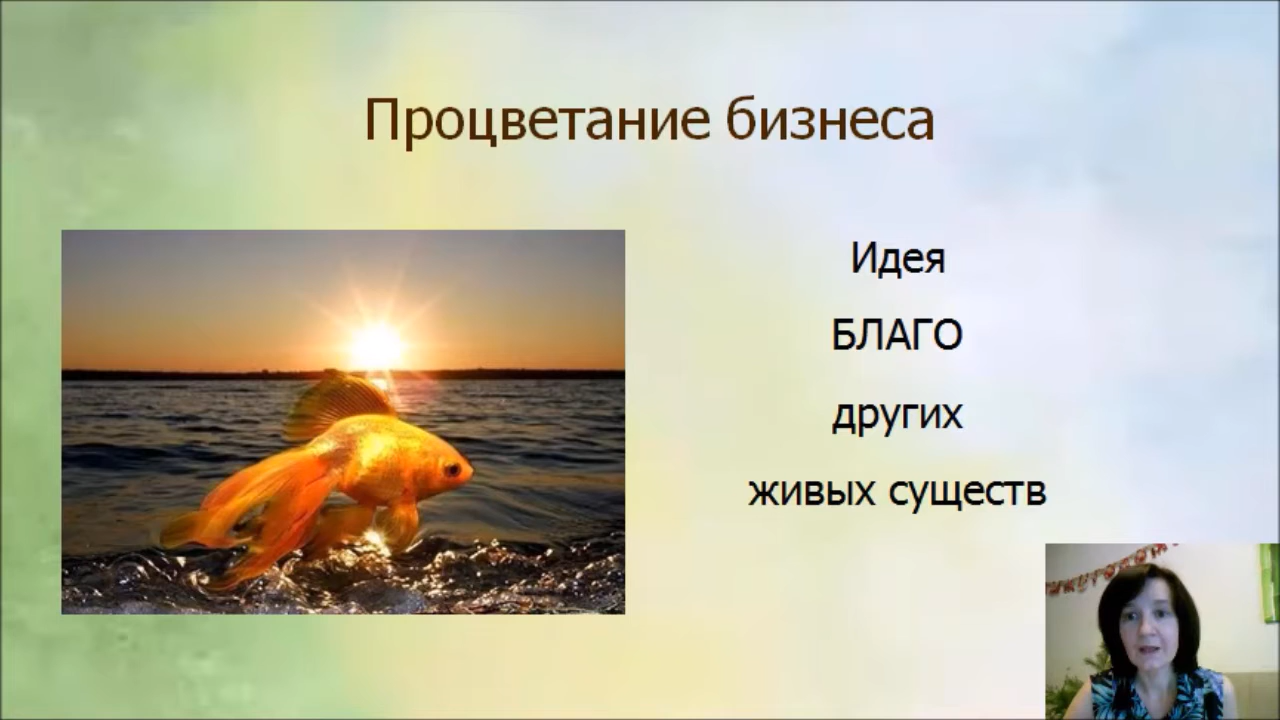 Процветание бизнеса
Идея
БЛАГО
других
живых существ